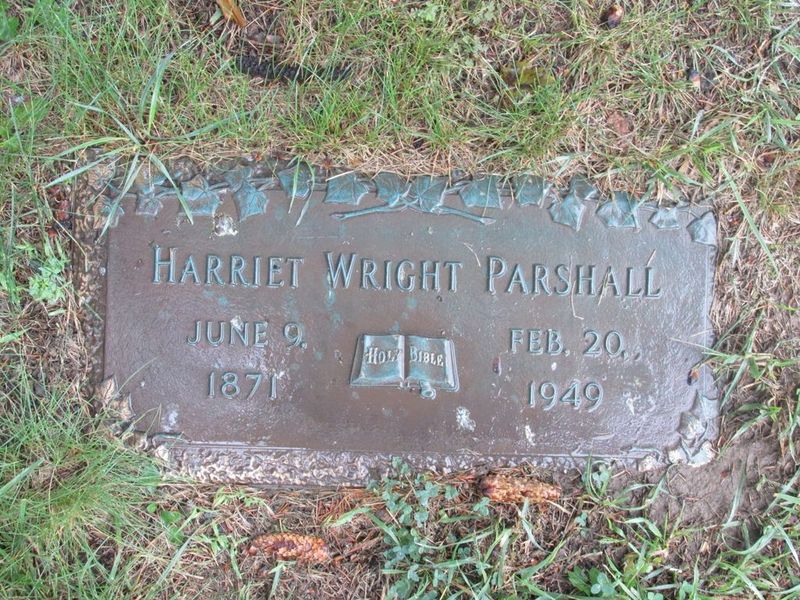 HARRIET WRIGHT PARSHALL
JUNE 9, FEB. 20,
HOLY BIBLE
1871 1949